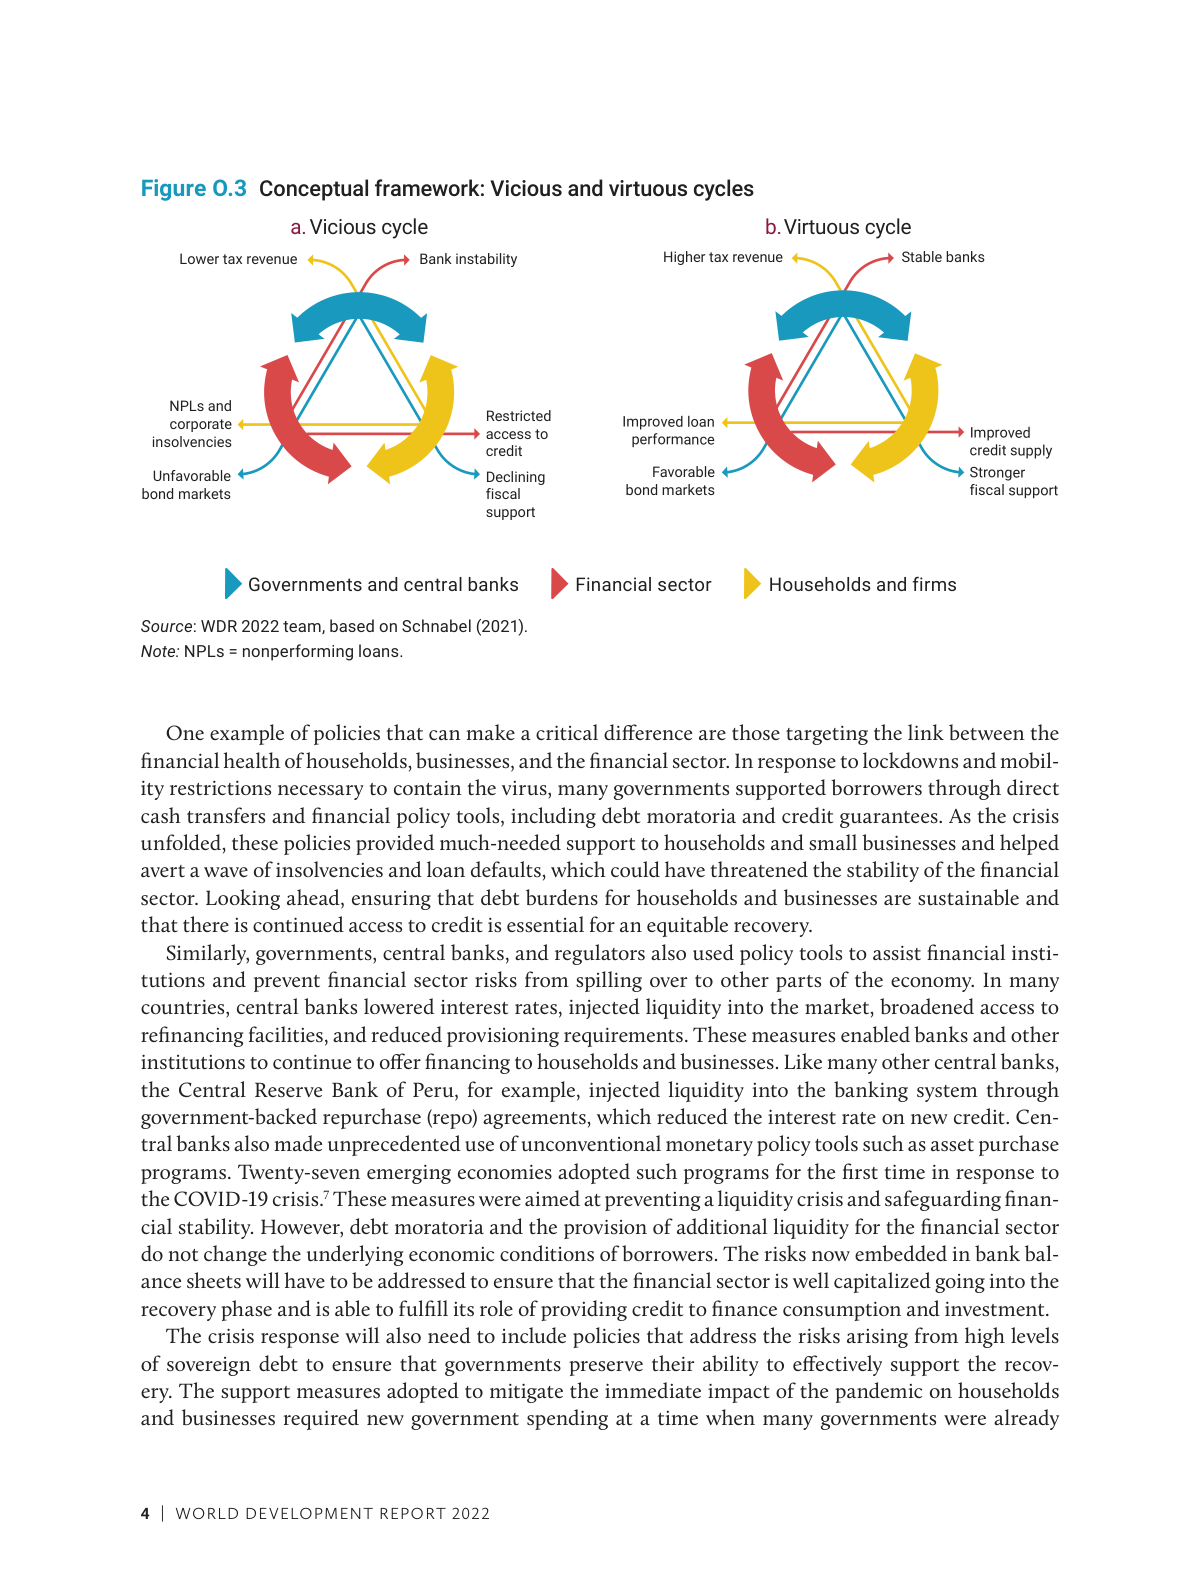 Figure O.3 Conceptual framework: Vicious and virtuous cycles
a. Vicious cycle
Lower tax revenue
Bank instability
NPLs and
corporate
insolvencies
Restricted
access to
credit
Unfavorable
bond markets
Declining
fiscal
support
b. Virtuous cycle
Higher tax revenue
Stable banks
Improved loan
performance
Improved
credit supply
Favorable
bond markets
Stronger
fiscal support
Governments and central banks
Financial sector
Households and firms
Source: WDR 2022 team, based on Schnabel (2021).
Note: NPLs = nonperforming loans.
One example of policies that can make a critical difference are those targeting the link between the
financial health of households, businesses, and the financial sector. In response to lockdowns and mobil-
ity restrictions necessary to contain the virus, many governments supported borrowers through direct
cash transfers and financial policy tools, including debt moratoria and credit guarantees. As the crisis
unfolded, these policies provided much-needed support to households and small businesses and helped
avert a wave of insolvencies and loan defaults, which could have threatened the stability of the financial
sector. Looking ahead, ensuring that debt burdens for households and businesses are sustainable and
that there is continued access to credit is essential for an equitable recovery.
Similarly, governments, central banks, and regulators also used policy tools to assist financial insti-
tutions and prevent financial sector risks from spilling over to other parts of the economy. In many
countries, central banks lowered interest rates, injected liquidity into the market, broadened access to
refinancing facilities, and reduced provisioning requirements. These measures enabled banks and other
institutions to continue to offer financing to households and businesses. Like many other central banks,
the Central Reserve Bank of Peru, for example, injected liquidity into the banking system through
government-backed repurchase (repo) agreements, which reduced the interest rate on new credit. Cen-
tral banks also made unprecedented use of unconventional monetary policy tools such as asset purchase
programs. Twenty-seven emerging economies adopted such programs for the first time in response to
the COVID-19 crisis.7 These measures were aimed at preventing a liquidity crisis and safeguarding finan-
cial stability. However, debt moratoria and the provision of additional liquidity for the financial sector
do not change the underlying economic conditions of borrowers. The risks now embedded in bank bal-
ance sheets will have to be addressed to ensure that the financial sector is well capitalized going into the
recovery phase and is able to fulfill its role of providing credit to finance consumption and investment.
The crisis response will also need to include policies that address the risks arising from high levels
of sovereign debt to ensure that governments preserve their ability to effectively support the recov-
ery. The support measures adopted to mitigate the immediate impact of the pandemic on households
and businesses required new government spending at a time when many governments were already
4 | WORLD DEVELOPMENT REPORT 2022